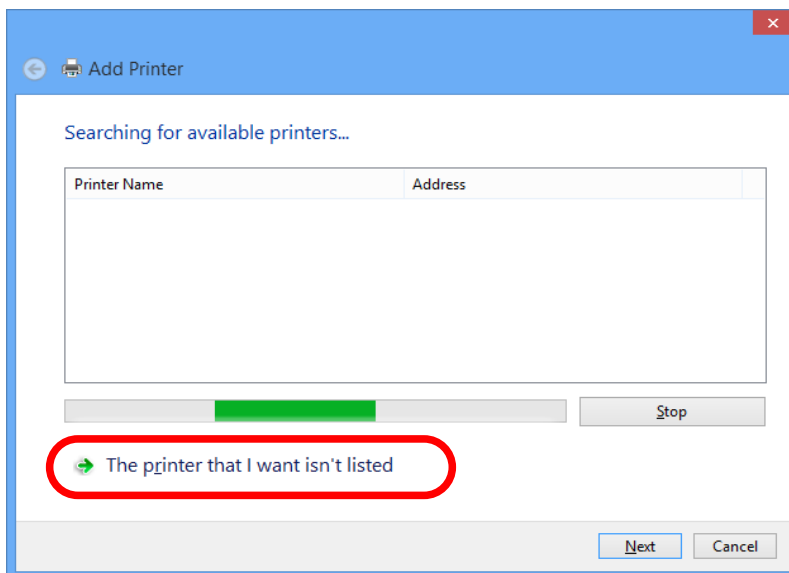 Add Printer
Searching for available printers...
Printer Name Address
Stop
The printer that I want isn't listed
Next Cancel